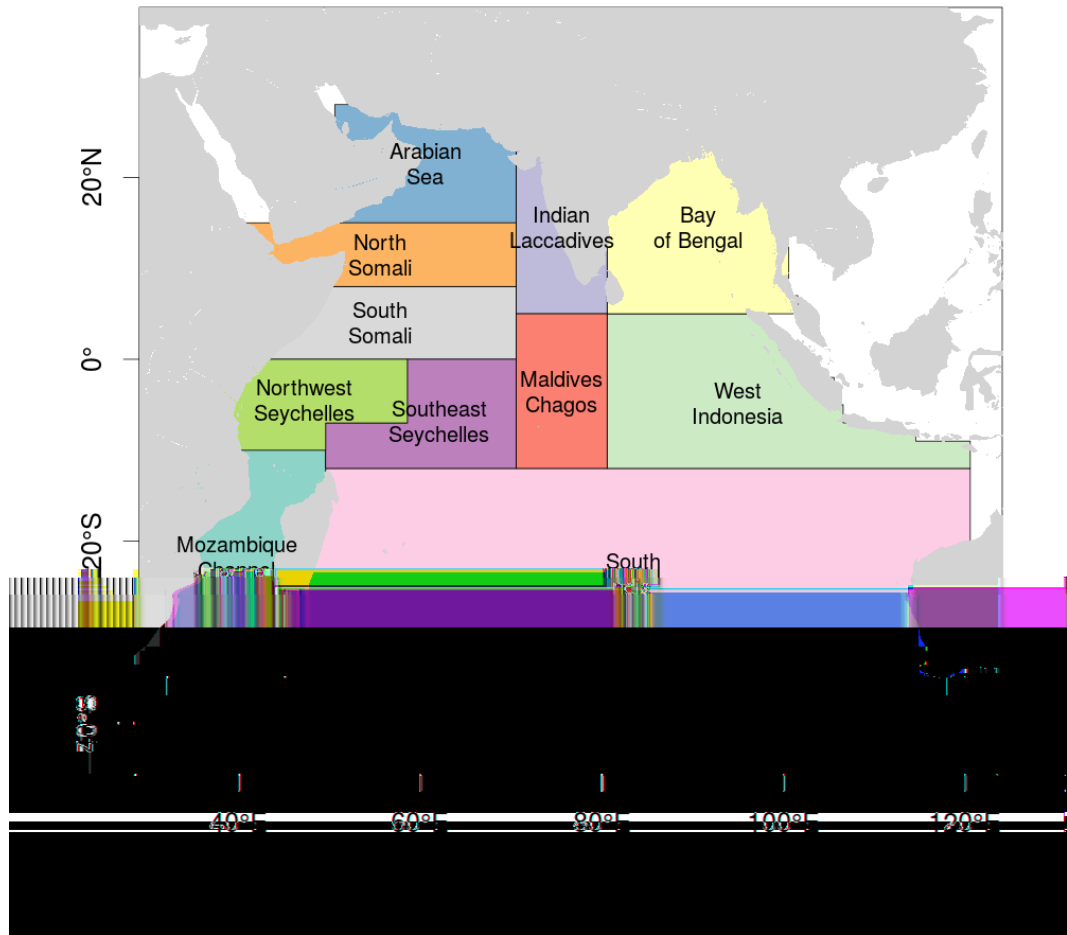 20°N
0°
20°S
Arabian
Sea
North
Somali
South
Somali
Northwest
Seychelles
Southeast
Seychelles
Indian
Laccadives
Maldives
Chagos
Bay
of Bengal
West
Indonesia
Mozambique
Channel
South
40°E
60°E
80°E
100°E
120°E